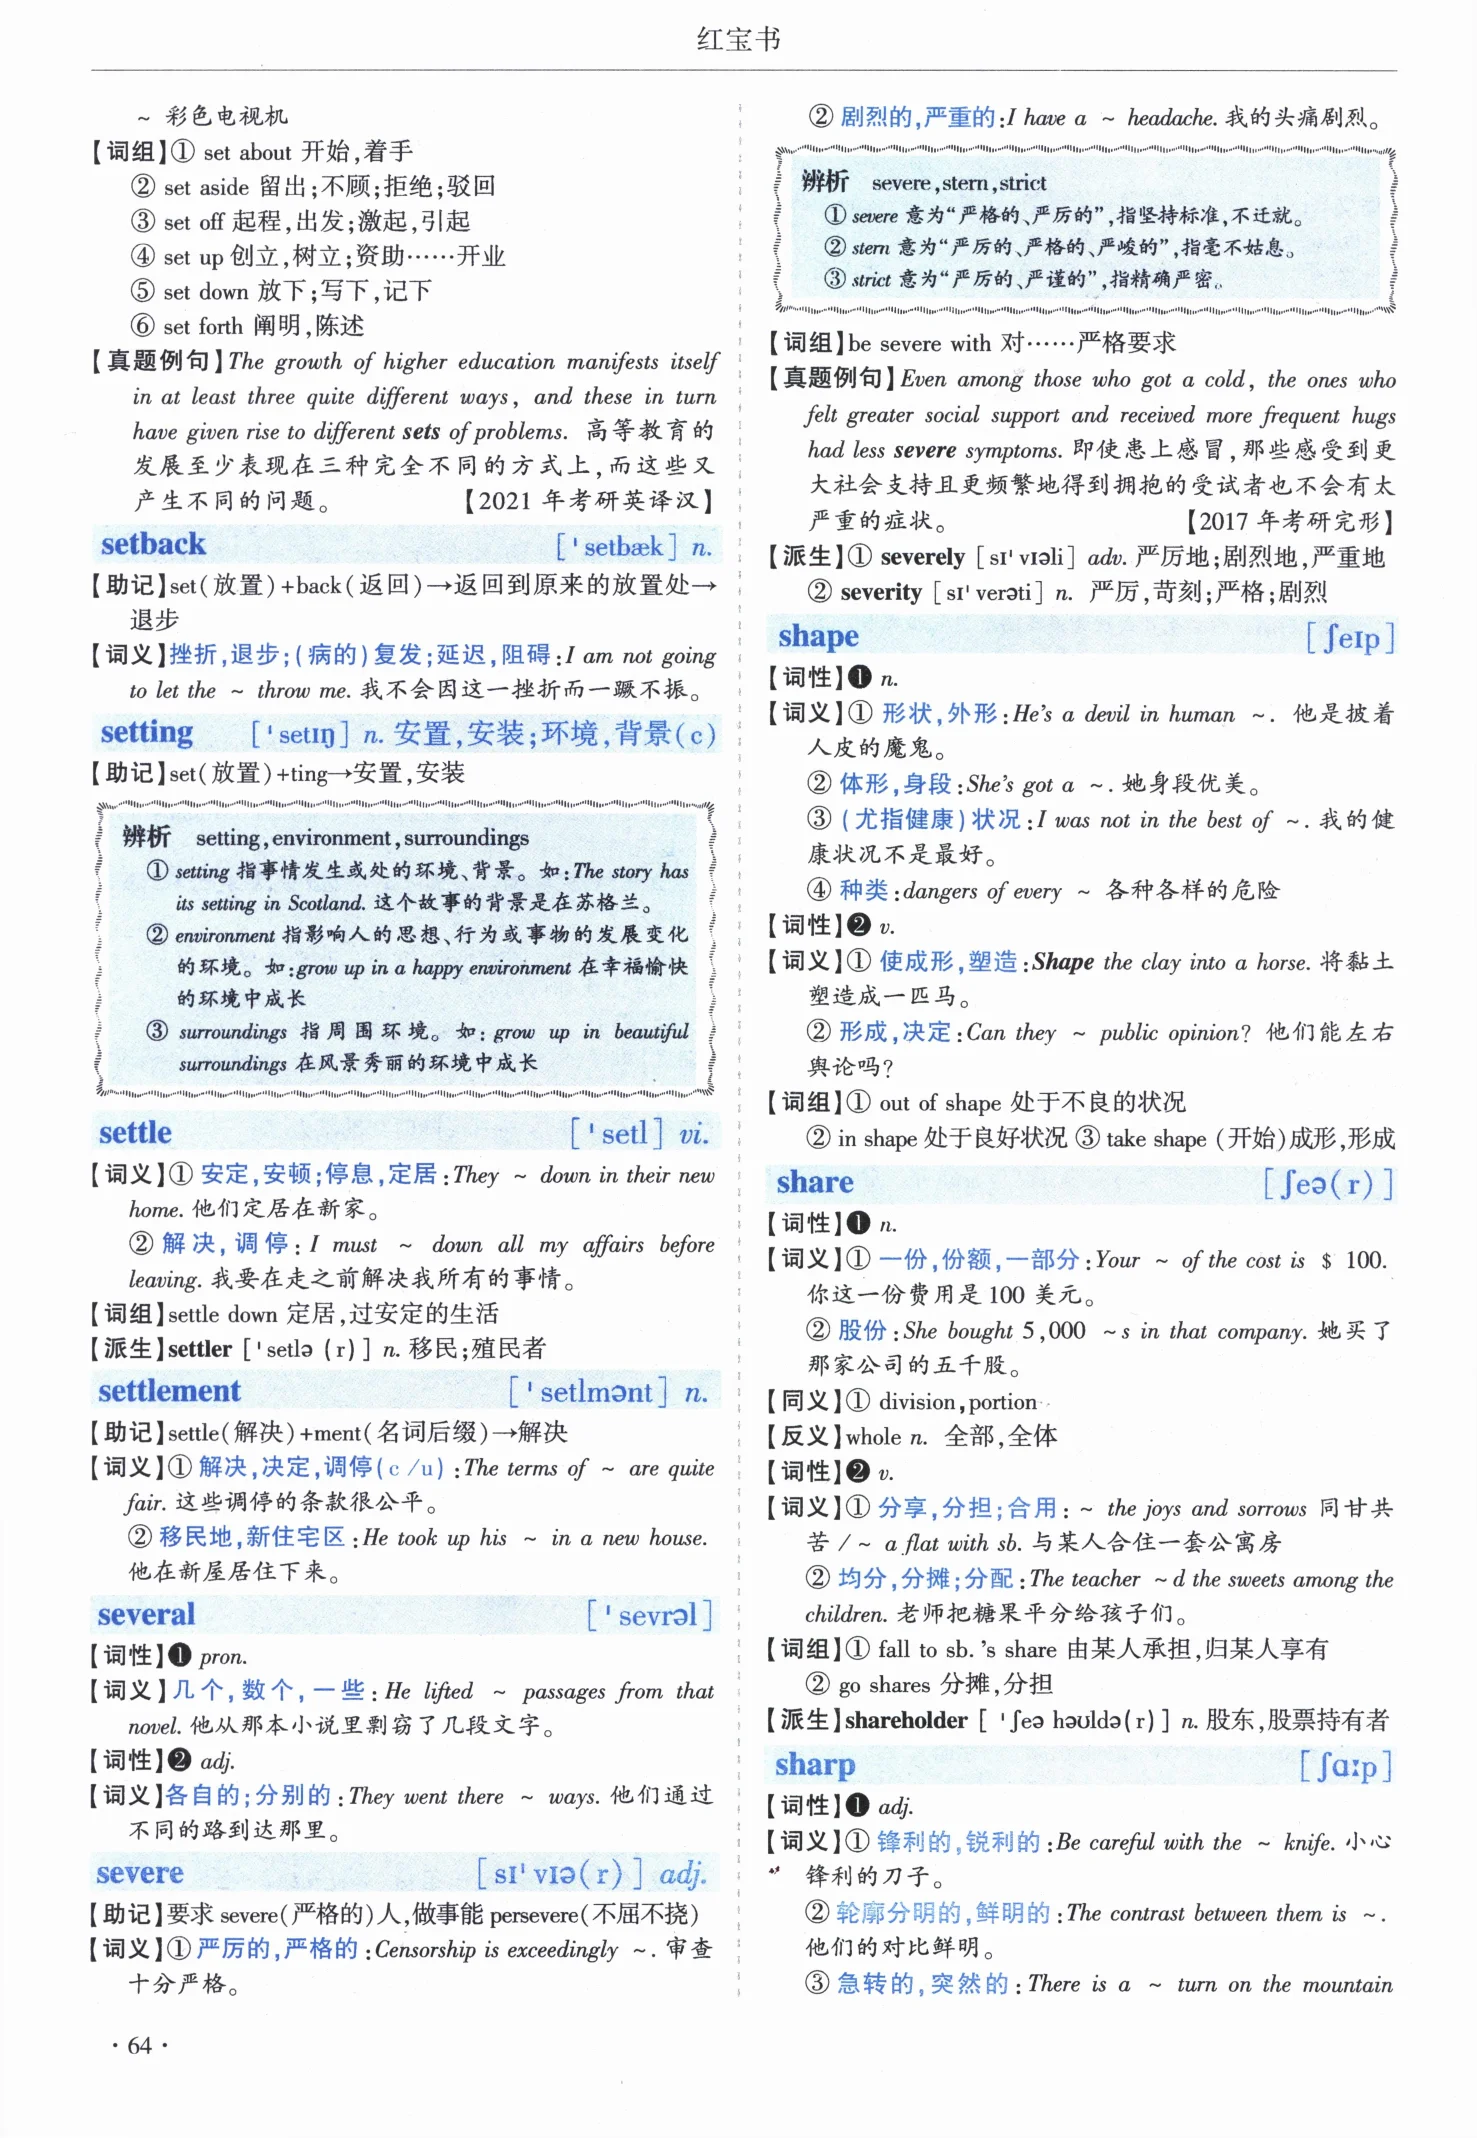 红宝书
~ 彩色电视机
【词组】① set about 开始,着手
② set aside 留出;不顾;拒绝;驳回
③ set off 起程,出发;激起,引起
④ set up 创立,树立;资助……开业
⑤ set down 放下;写下,记下
⑥ set forth 阐明,陈述
【真题例句】The growth of higher education manifests itself
in at least three quite different ways, and these in turn
have given rise to different sets of problems. 高等教育的
发展至少表现在三种完全不同的方式上,而这些又
产生不同的问题。 【2021 年考研英译汉】
setback [ˈsetbæk] n.
【助记】set(放置)+back(返回)→返回到原来的放置处→
退步
【词义】挫折,退步;(病的)复发;延迟,阻碍:I am not going
to let the ~ throw me. 我不会因这一挫折而一蹶不振。
setting [ˈsetɪŋ] n. 安置,安装;环境,背景(c)
【助记】set(放置)+ting→安置,安装
辨析 setting,environment,surroundings
① setting 指事情发生或处的环境、背景。如:The story has
its setting in Scotland. 这个故事的背景是在苏格兰。
② environment 指影响人的思想、行为或事物的发展变化
的环境。如:grow up in a happy environment 在幸福愉快
的环境中成长
③ surroundings 指周围环境。如: grow up in beautiful
surroundings 在风景秀丽的环境中成长
settle [ˈsetl] vi.
【词义】① 安定,安顿;停息,定居:They ~ down in their new
home. 他们定居在新家。
② 解决,调停: I must ~ down all my affairs before
leaving. 我要在走之前解决我所有的事情。
【词组】settle down 定居,过安定的生活
【派生】settler [ˈsetlə (r)] n. 移民;殖民者
settlement [ˈsetlmənt] n.
【助记】settle(解决)+ment(名词后缀)→解决
【词义】① 解决,决定,调停(c /u) :The terms of ~ are quite
fair. 这些调停的条款很公平。
② 移民地,新住宅区:He took up his ~ in a new house.
他在新屋居住下来。
several [ˈsevrəl]
【词性】❶ pron.
【词义】几个,数个,一些: He lifted ~ passages from that
novel. 他从那本小说里剽窃了几段文字。
【词性】❷ adj.
【词义】各自的;分别的:They went there ~ ways. 他们通过
不同的路到达那里。
severe [sɪˈvɪə(r)] adj.
【助记】要求 severe(严格的)人,做事能 persevere(不屈不挠)
【词义】① 严厉的,严格的:Censorship is exceedingly ~. 审查
十分严格。
· 64 ·
② 剧烈的,严重的:I have a ~ headache. 我的头痛剧烈。
辨析 severe,stern,strict
① severe 意为“严格的、严厉的”,指坚持标准,不迁就。
② stern 意为“严厉的、严格的、严峻的”,指毫不姑息。
③ strict 意为“严厉的、严谨的”,指精确严密。
【词组】be severe with 对……严格要求
【真题例句】Even among those who got a cold, the ones who
felt greater social support and received more frequent hugs
had less severe symptoms. 即使患上感冒,那些感受到更
大社会支持且更频繁地得到拥抱的受试者也不会有太
严重的症状。 【2017 年考研完形】
【派生】① severely [sɪˈvɪəli] adv. 严厉地;剧烈地,严重地
② severity [sɪˈverəti] n. 严厉,苛刻;严格;剧烈
shape [ʃeɪp]
【词性】❶ n.
【词义】① 形状,外形:He's a devil in human ~. 他是披着
人皮的魔鬼。
② 体形,身段:She's got a ~. 她身段优美。
③ (尤指健康)状况:I was not in the best of ~. 我的健
康状况不是最好。
④ 种类:dangers of every ~ 各种各样的危险
【词性】❷ v.
【词义】① 使成形,塑造:Shape the clay into a horse. 将黏土
塑造成一匹马。
② 形成,决定:Can they ~ public opinion? 他们能左右
舆论吗?
【词组】① out of shape 处于不良的状况
② in shape 处于良好状况 ③ take shape (开始)成形,形成
share [ʃeə(r)]
【词性】❶ n.
【词义】① 一份,份额,一部分:Your ~ of the cost is $ 100.
你这一份费用是 100 美元。
② 股份:She bought 5,000 ~s in that company. 她买了
那家公司的五千股。
【同义】① division,portion
【反义】whole n. 全部,全体
【词性】❷ v.
【词义】① 分享,分担;合用: ~ the joys and sorrows 同甘共
苦 / ~ a flat with sb. 与某人合住一套公寓房
② 均分,分摊;分配:The teacher ~d the sweets among the
children. 老师把糖果平分给孩子们。
【词组】① fall to sb. 's share 由某人承担,归某人享有
② go shares 分摊,分担
【派生】shareholder [ ˈʃeə həʊldə(r)] n. 股东,股票持有者
sharp [ʃɑːp]
【词性】❶ adj.
【词义】① 锋利的,锐利的:Be careful with the ~ knife. 小心
锋利的刀子。
② 轮廓分明的,鲜明的:The contrast between them is ~.
他们的对比鲜明。
③ 急转的,突然的: There is a ~ turn on the mountain